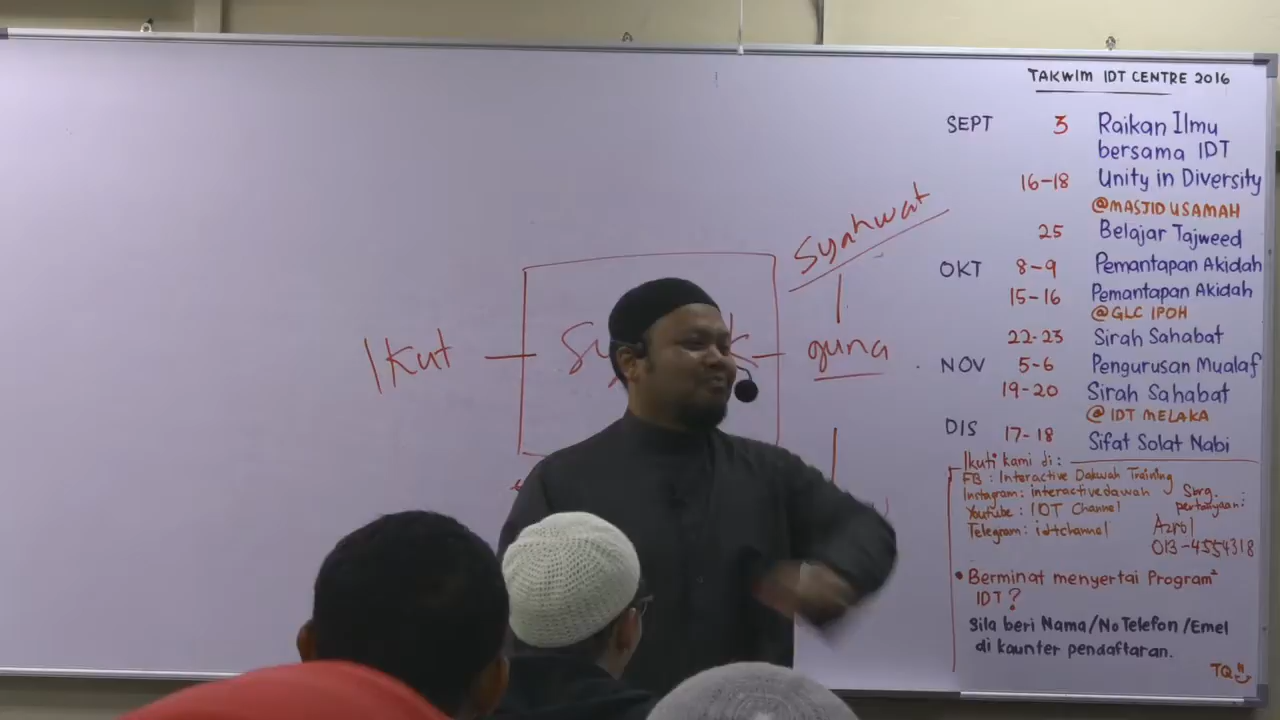 TAKWIM IDT CENTRE 2016
SEPT 3 Raikan Ilmu
bersama IDT
16-18 Unity in Diversity
@MASJID USAMAH
25 Belajar Tajweed
OKT 8-9 Pemantapan Akidah
15-16 Pemantapan Akidah
@GLC IPOH
22-23 Sirah Sahabat
NOV 5-6 Pengurusan Mualaf
19-20 Sirah Sahabat
@ IDT MELAKA
DIS 17-18 Sifat Solat Nabi
Ikuti kami di:
FB: Interactive Dakwah Training
Instagram: interactivedawah
Youtube: IDT Channel
Telegram: idtchannel
Sbrg.
pertanyaan:
Azrol
013-4554318
• Berminat menyertai Program²
IDT?
Sila beri Nama/No Telefon/Emel
di kaunter pendaftaran.
TQ
Syahwat
Ikut
guna